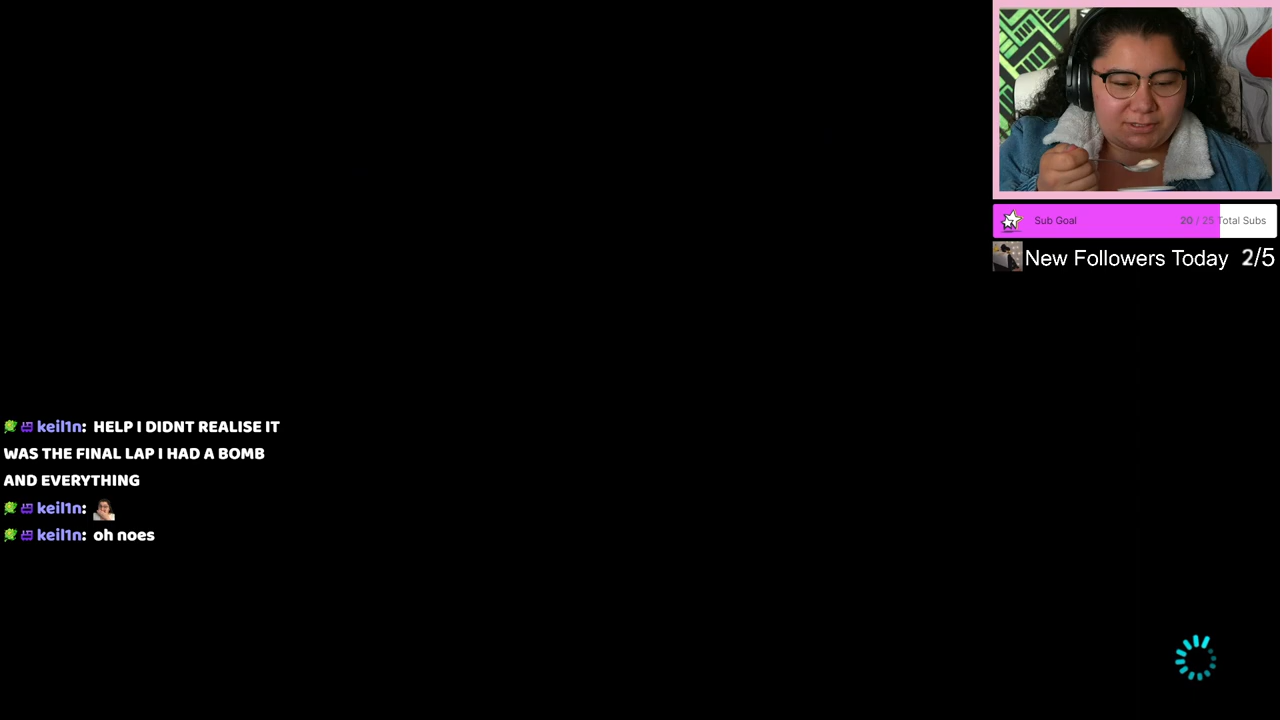 Sub Goal 20 / 25 Total Subs
New Followers Today 2/5
keil1n: HELP I DIDNT REALISE IT
WAS THE FINAL LAP I HAD A BOMB
AND EVERYTHING
keil1n:
keil1n: oh noes